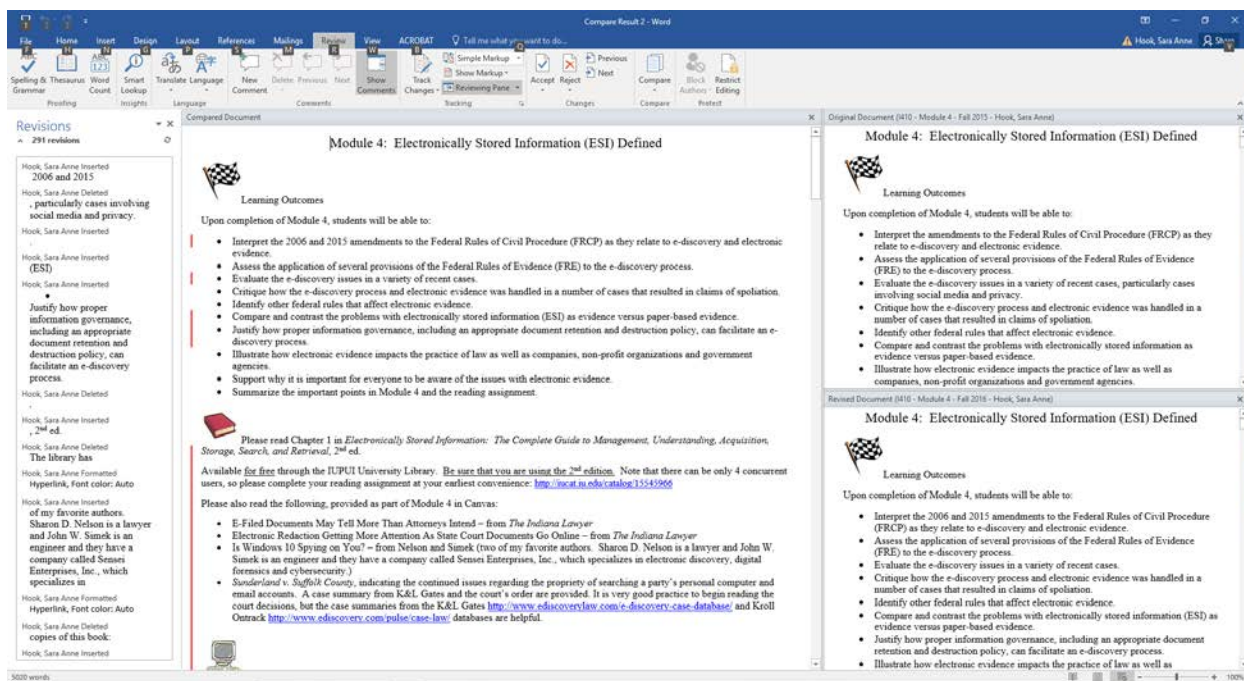 Compare Result 2 - Word
File Home Insert Design Layout References Mailings Review View ACROBAT Tell me what you want to do...
Hook, Sara Anne
Spelling & Grammar
Thesaurus
Word Count
Smart Lookup
Translate
Language
New Comment
Delete
Previous
Next
Show Comments
Track Changes
Simple Markup
Show Markup
Reviewing Pane
Accept
Reject
Previous
Next
Compare
Block Authors
Restrict Editing
Proofing
Insights
Language
Comments
Tracking
Changes
Compare
Protect
Revisions
291 revisions
Hook, Sara Anne Inserted
2006 and 2015
Hook, Sara Anne Deleted
, particularly cases involving
social media and privacy.
Hook, Sara Anne Inserted
.
Hook, Sara Anne Inserted
(ESI)
Hook, Sara Anne Inserted
•
Justify how proper
information governance,
including an appropriate
document retention and
destruction policy, can
facilitate an e-discovery
process.
Hook, Sara Anne Deleted
.
Hook, Sara Anne Inserted
, 2nd ed.
Hook, Sara Anne Deleted
The library has
Hook, Sara Anne Formatted
Hyperlink, Font color: Auto
Hook, Sara Anne Inserted
of my favorite authors.
Sharon D. Nelson is a lawyer
and John W. Simek is an
engineer and they have a
company called Sensei
Enterprises, Inc., which
specializes in
Hook, Sara Anne Formatted
Hyperlink, Font color: Auto
Hook, Sara Anne Deleted
copies of this book:
Hook, Sara Anne Inserted
Compared Document
Module 4: Electronically Stored Information (ESI) Defined
Learning Outcomes
Upon completion of Module 4, students will be able to:
• Interpret the 2006 and 2015 amendments to the Federal Rules of Civil Procedure (FRCP) as they relate to e-discovery and electronic
evidence.
• Assess the application of several provisions of the Federal Rules of Evidence (FRE) to the e-discovery process.
• Evaluate the e-discovery issues in a variety of recent cases.
• Critique how the e-discovery process and electronic evidence was handled in a number of cases that resulted in claims of spoliation.
• Identify other federal rules that affect electronic evidence.
• Compare and contrast the problems with electronically stored information (ESI) as evidence versus paper-based evidence.
• Justify how proper information governance, including an appropriate document retention and destruction policy, can facilitate an e-
discovery process.
• Illustrate how electronic evidence impacts the practice of law as well as companies, non-profit organizations and government
agencies.
• Support why it is important for everyone to be aware of the issues with electronic evidence.
• Summarize the important points in Module 4 and the reading assignment.
Please read Chapter 1 in Electronically Stored Information: The Complete Guide to Management, Understanding, Acquisition,
Storage, Search, and Retrieval, 2nd ed.
Available for free through the IUPUI University Library. Be sure that you are using the 2nd edition. Note that there can be only 4 concurrent
users, so please complete your reading assignment at your earliest convenience: http://iucat.iu.edu/catalog/15545966
Please also read the following, provided as part of Module 4 in Canvas:
• E-Filed Documents May Tell More Than Attorneys Intend – from The Indiana Lawyer
• Electronic Redaction Getting More Attention As State Court Documents Go Online – from The Indiana Lawyer
• Is Windows 10 Spying on You? – from Nelson and Simek (two of my favorite authors. Sharon D. Nelson is a lawyer and John W.
Simek is an engineer and they have a company called Sensei Enterprises, Inc., which specializes in electronic discovery, digital
forensics and cybersecurity.)
• Sunderland v. Suffolk County, indicating the continued issues regarding the propriety of searching a party's personal computer and
email accounts. A case summary from K&L Gates and the court's order are provided. It is very good practice to begin reading the
court decisions, but the case summaries from the K&L Gates http://www.ediscoverylaw.com/e-discovery-case-database/ and Kroll
Ontrack http://www.ediscovery.com/pulse/case-law/ databases are helpful.
Original Document (I410 - Module 4 - Fall 2015 - Hook, Sara Anne)
Module 4: Electronically Stored Information (ESI) Defined
Learning Outcomes
Upon completion of Module 4, students will be able to:
• Interpret the amendments to the Federal Rules of Civil Procedure (FRCP) as they
relate to e-discovery and electronic evidence.
• Assess the application of several provisions of the Federal Rules of Evidence
(FRE) to the e-discovery process.
• Evaluate the e-discovery issues in a variety of recent cases, particularly cases
involving social media and privacy.
• Critique how the e-discovery process and electronic evidence was handled in a
number of cases that resulted in claims of spoliation.
• Identify other federal rules that affect electronic evidence.
• Compare and contrast the problems with electronically stored information as
evidence versus paper-based evidence.
• Illustrate how electronic evidence impacts the practice of law as well as
companies, non-profit organizations and government agencies.
Revised Document (I410 - Module 4 - Fall 2016 - Hook, Sara Anne)
Module 4: Electronically Stored Information (ESI) Defined
Learning Outcomes
Upon completion of Module 4, students will be able to:
• Interpret the 2006 and 2015 amendments to the Federal Rules of Civil Procedure
(FRCP) as they relate to e-discovery and electronic evidence.
• Assess the application of several provisions of the Federal Rules of Evidence
(FRE) to the e-discovery process.
• Evaluate the e-discovery issues in a variety of recent cases.
• Critique how the e-discovery process and electronic evidence was handled in a
number of cases that resulted in claims of spoliation.
• Identify other federal rules that affect electronic evidence.
• Compare and contrast the problems with electronically stored information (ESI) as
evidence versus paper-based evidence.
• Justify how proper information governance, including an appropriate document
retention and destruction policy, can facilitate an e-discovery process.
• Illustrate how electronic evidence impacts the practice of law as well as
5020 words
100%